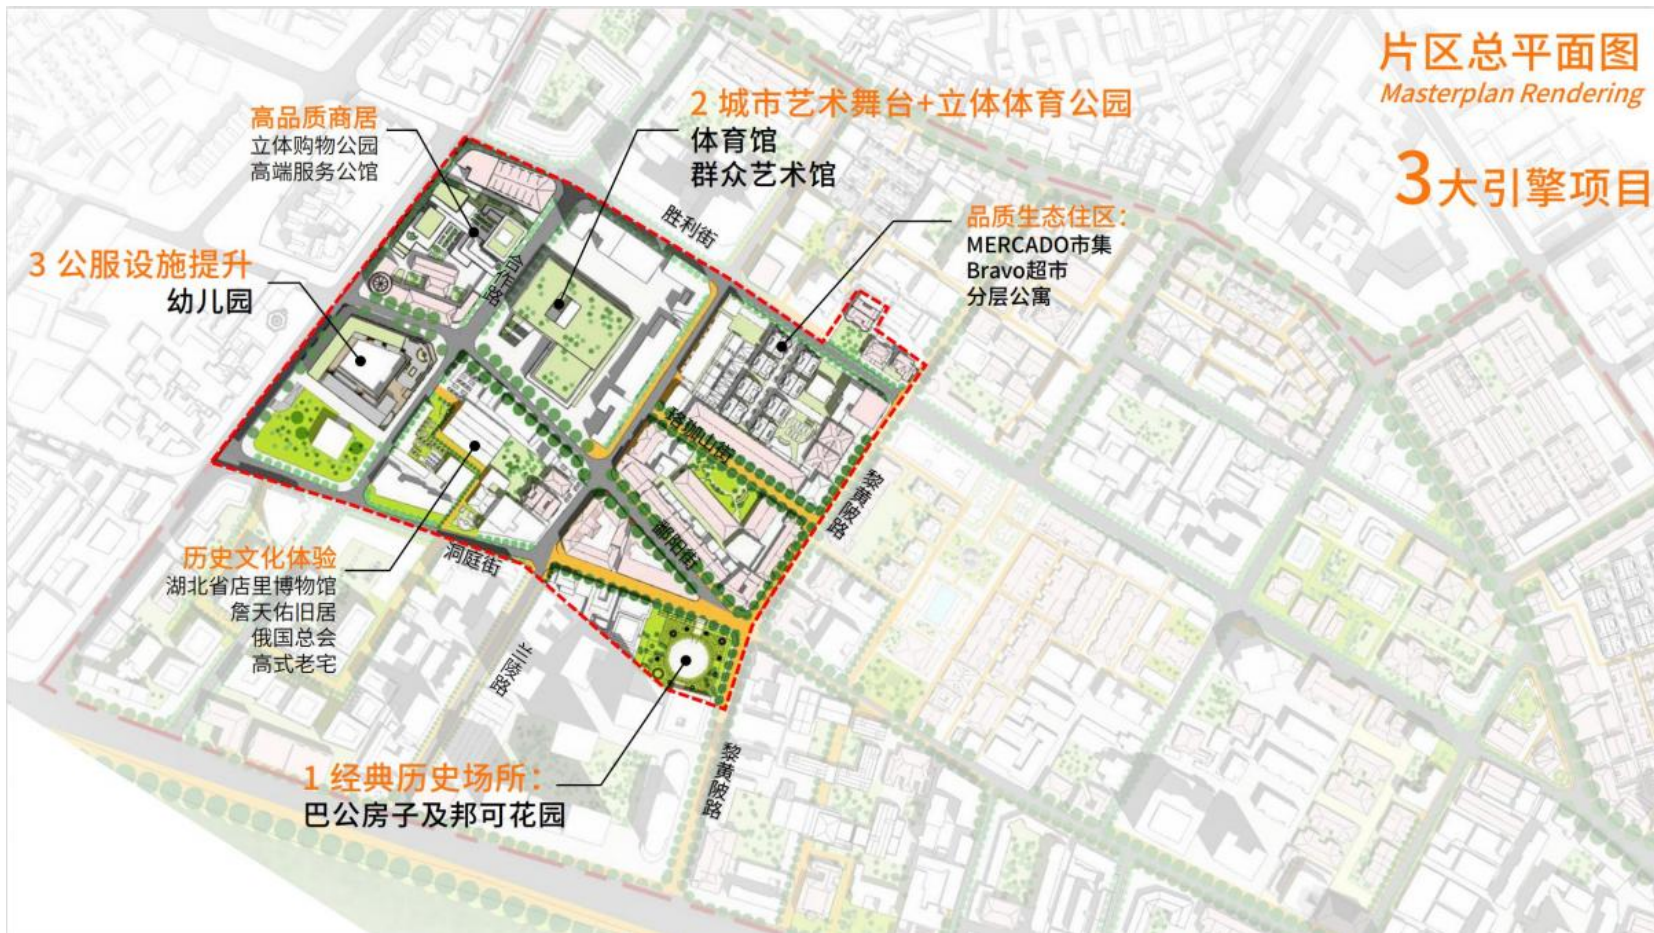 片区总平面图
Masterplan Rendering
3大引擎项目
2 城市艺术舞台+立体体育公园
体育馆
群众艺术馆
高品质商居
立体购物公园
高端服务公馆
品质生态住区：
MERCADO市集
Bravo超市
分层公寓
3 公服设施提升
幼儿园
历史文化体验
湖北省店里博物馆
詹天佑旧居
俄国总会
高式老宅
1 经典历史场所：
巴公房子及邦可花园
胜利街
合作路
珞珈山街
黎黄陂路
鄱阳街
洞庭街
兰陵路
黎黄陂路